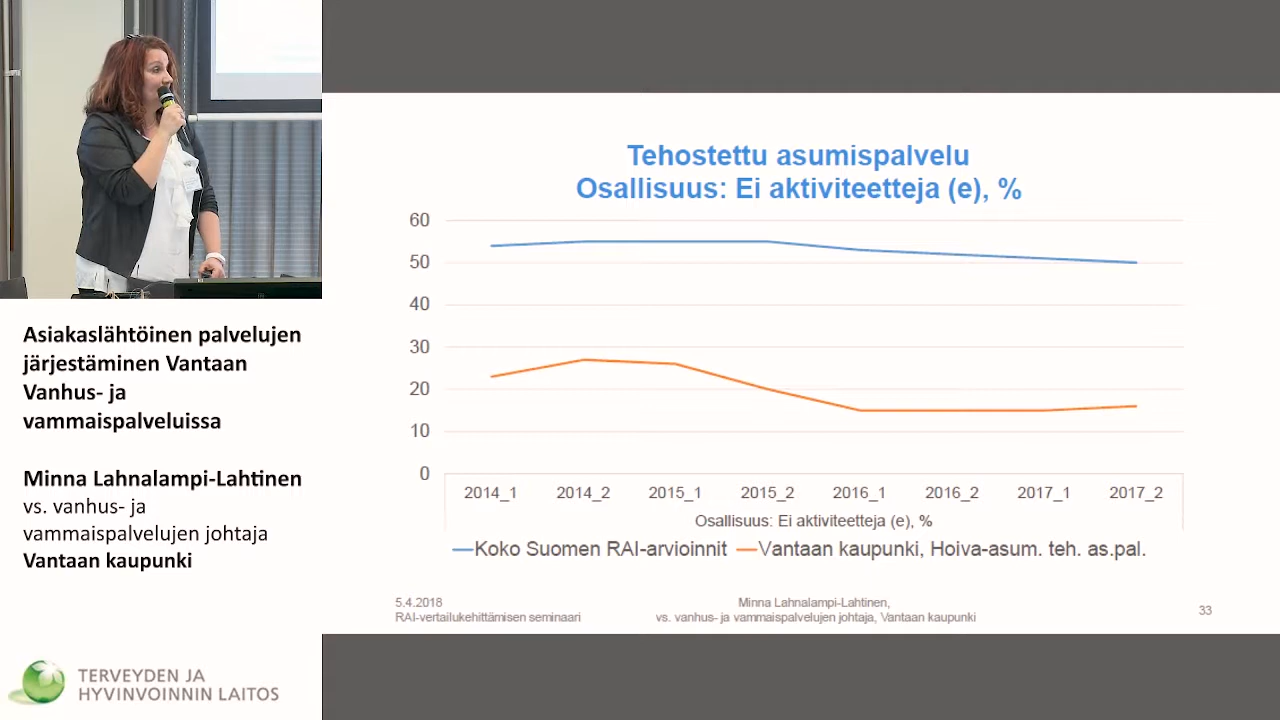 Asiakaslähtöinen palvelujen
järjestäminen Vantaan
Vanhus- ja
vammaispalveluissa
Minna Lahnalampi-Lahtinen
vs. vanhus- ja
vammaispalvelujen johtaja
Vantaan kaupunki
TERVEYDEN JA
HYVINVOINNIN LAITOS
Tehostettu asumispalvelu
Osallisuus: Ei aktiviteetteja (e), %
60
50
40
30
20
10
0
2014_1 2014_2 2015_1 2015_2 2016_1 2016_2 2017_1 2017_2
Osallisuus: Ei aktiviteetteja (e), %
Koko Suomen RAI-arvioinnit Vantaan kaupunki, Hoiva-asum. teh. as.pal.
5.4.2018
RAI-vertailukehittämisen seminaari
Minna Lahnalampi-Lahtinen,
vs. vanhus- ja vammaispalvelujen johtaja, Vantaan kaupunki
33